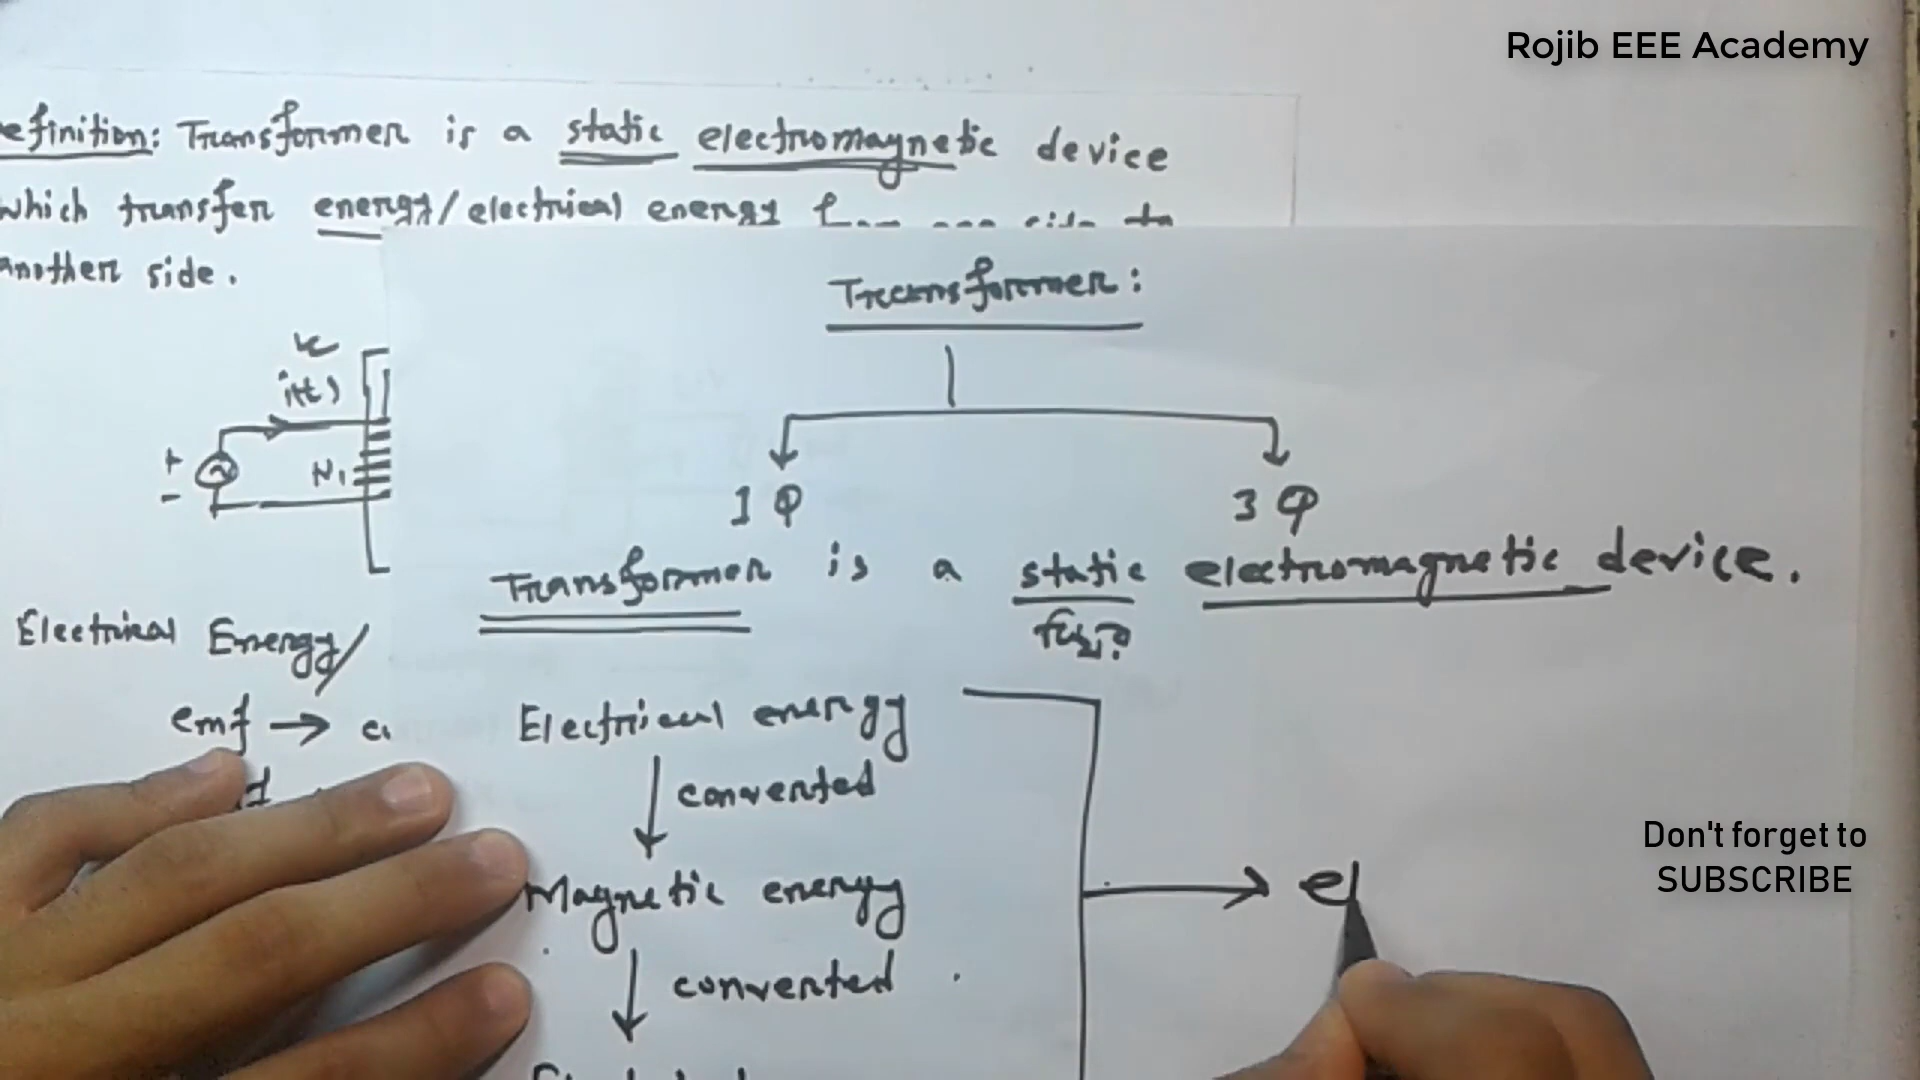 Rojib EEE Academy
efinition: Transformer is a static electromagnetic device
which transfer energy/electrical energy
another side.
Transformer:
i(t)
+
-
N1
1 φ
3 φ
Transformer is a static electromagnetic device.
স্থির
Electrical Energy/
emf →
Electrical energy
converted
Magnetic energy
converted
el
Don't forget to
SUBSCRIBE